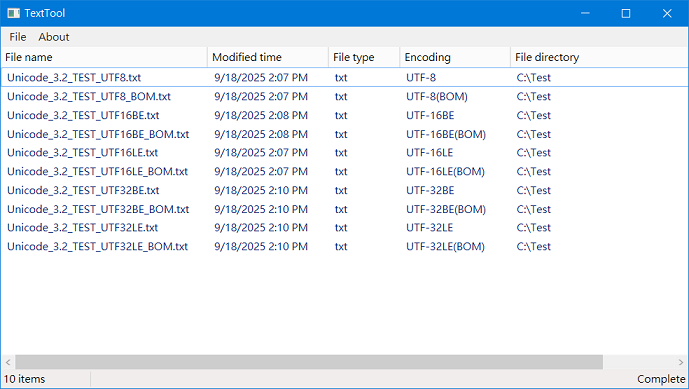 TextTool
File About
File name Modified time File type Encoding File directory
Unicode_3.2_TEST_UTF8.txt 9/18/2025 2:07 PM txt UTF-8 C:\Test
Unicode_3.2_TEST_UTF8_BOM.txt 9/18/2025 2:07 PM txt UTF-8(BOM) C:\Test
Unicode_3.2_TEST_UTF16BE.txt 9/18/2025 2:08 PM txt UTF-16BE C:\Test
Unicode_3.2_TEST_UTF16BE_BOM.txt 9/18/2025 2:08 PM txt UTF-16BE(BOM) C:\Test
Unicode_3.2_TEST_UTF16LE.txt 9/18/2025 2:07 PM txt UTF-16LE C:\Test
Unicode_3.2_TEST_UTF16LE_BOM.txt 9/18/2025 2:07 PM txt UTF-16LE(BOM) C:\Test
Unicode_3.2_TEST_UTF32BE.txt 9/18/2025 2:10 PM txt UTF-32BE C:\Test
Unicode_3.2_TEST_UTF32BE_BOM.txt 9/18/2025 2:10 PM txt UTF-32BE(BOM) C:\Test
Unicode_3.2_TEST_UTF32LE.txt 9/18/2025 2:10 PM txt UTF-32LE C:\Test
Unicode_3.2_TEST_UTF32LE_BOM.txt 9/18/2025 2:10 PM txt UTF-32LE(BOM) C:\Test
10 items Complete